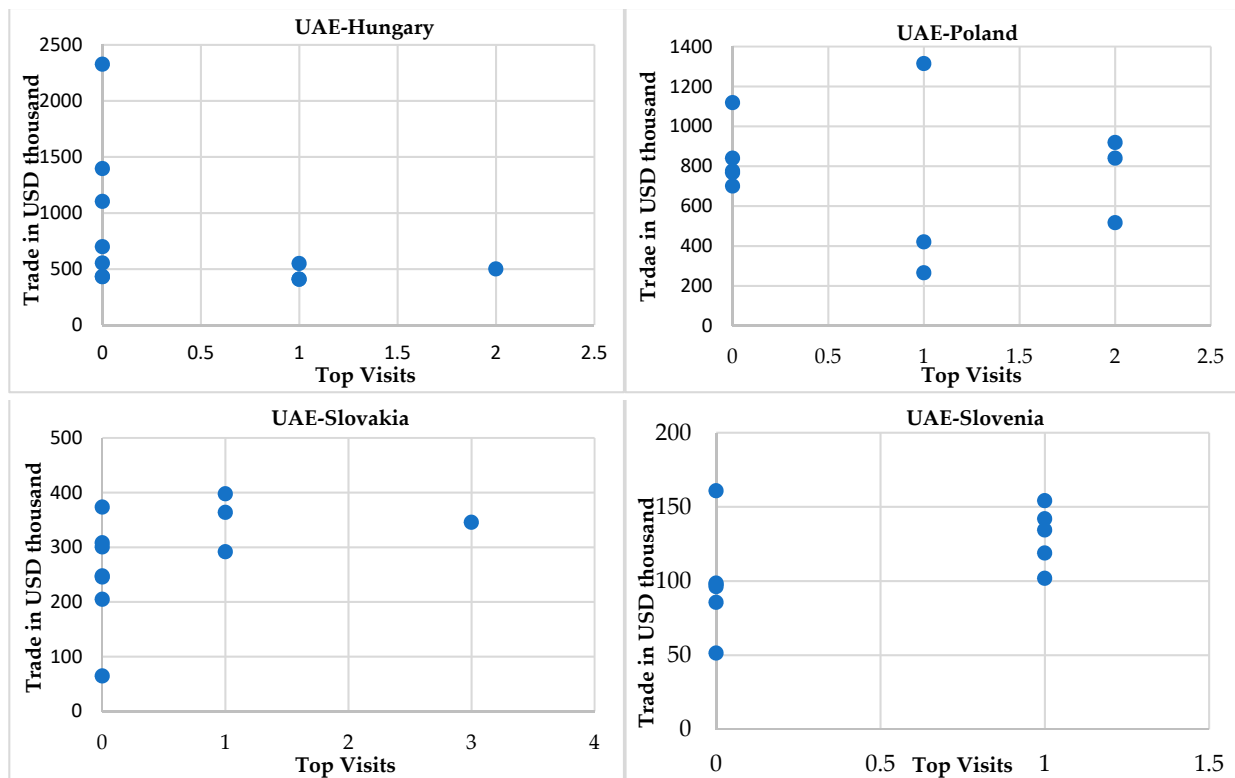 UAE-Hungary
Trade in USD thousand
2500
2000
1500
1000
500
0
0 0.5 1 1.5 2 2.5
Top Visits
UAE-Poland
Trdae in USD thousand
1400
1200
1000
800
600
400
200
0
0 0.5 1 1.5 2 2.5
Top Visits
UAE-Slovakia
Trade in USD thousand
500
400
300
200
100
0
0 1 2 3 4
Top Visits
UAE-Slovenia
Trade in USD thousand
200
150
100
50
0
0 0.5 1 1.5
Top Visits